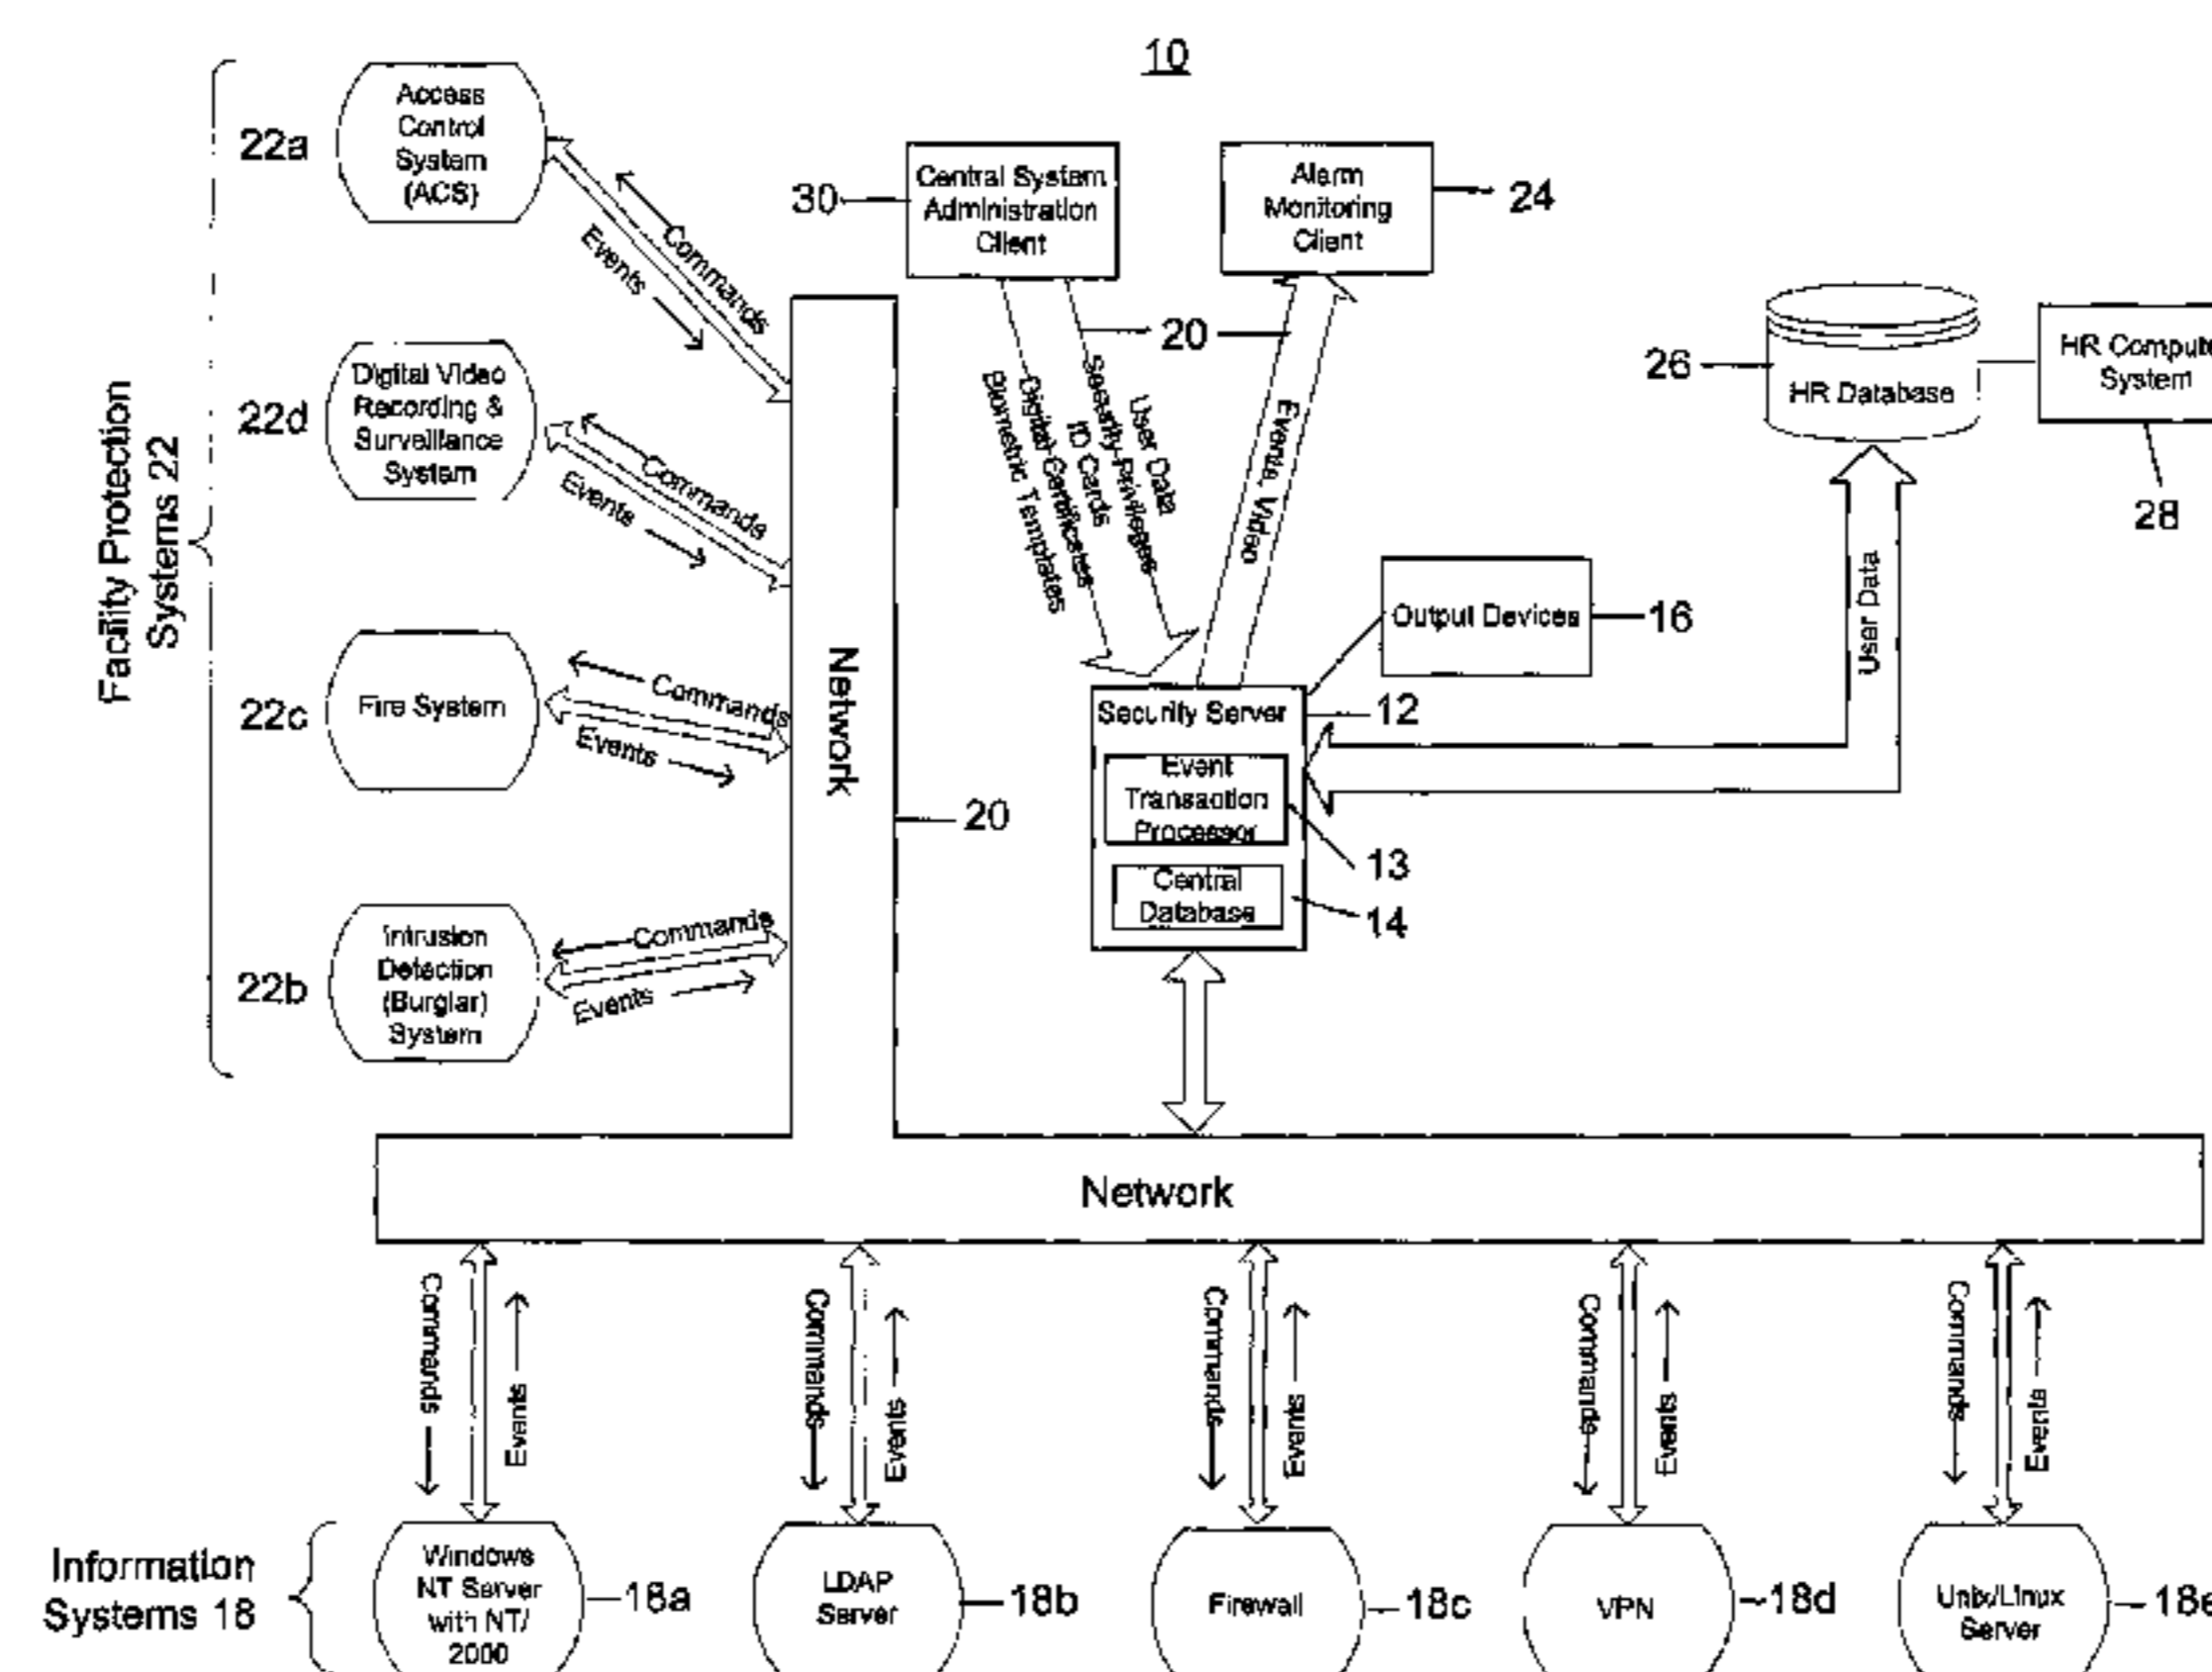 10
22a
Access
Control
System
(ACS)
Commands
Events
30
Central System
Administration
Client
Alarm
Monitoring
Client
24
20
User Data
Security Privileges
ID Cards
Digital Certificates
Biometric Templates
Events, Video
26
HR Database
HR Compute
System
28
Facility Protection
Systems 22
22d
Digital Video
Recording &
Surveillance
System
Commands
Events
Output Devices
16
User Data
22c
Fire System
Commands
Events
Network
20
Security Server
12
Event
Transaction
Processor
13
Central
Database
14
22b
Intrusion
Detection
(Burglar)
System
Commands
Events
Network
Commands
Events
Commands
Events
Commands
Events
Commands
Events
Commands
Events
Information
Systems 18
Windows
NT Server
with NT/
2000
18a
LDAP
Server
18b
Firewall
18c
VPN
18d
Unix/Linux
Server
18e